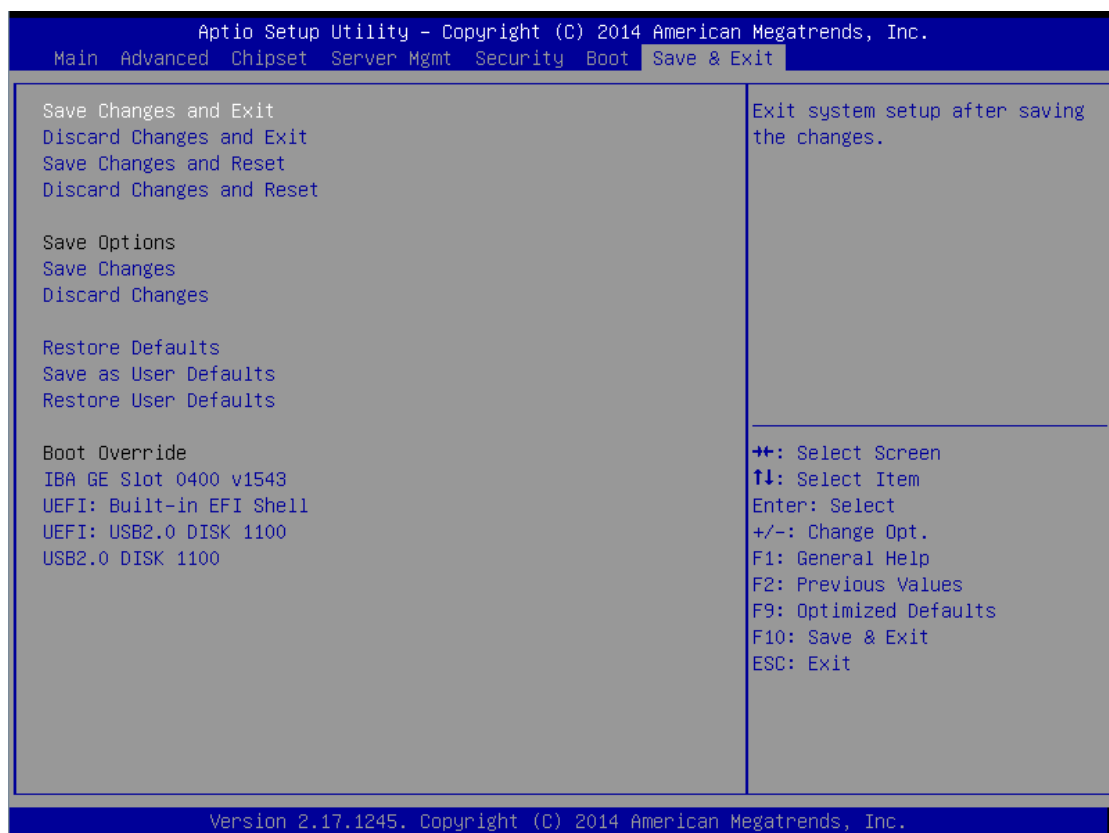 Aptio Setup Utility – Copyright (C) 2014 American Megatrends, Inc.
Main Advanced Chipset Server Mgmt Security Boot Save & Exit
Save Changes and Exit
Discard Changes and Exit
Save Changes and Reset
Discard Changes and Reset
Save Options
Save Changes
Discard Changes
Restore Defaults
Save as User Defaults
Restore User Defaults
Boot Override
IBA GE Slot 0400 v1543
UEFI: Built-in EFI Shell
UEFI: USB2.0 DISK 1100
USB2.0 DISK 1100
Exit system setup after saving
the changes.
→←: Select Screen
↑↓: Select Item
Enter: Select
+/-: Change Opt.
F1: General Help
F2: Previous Values
F9: Optimized Defaults
F10: Save & Exit
ESC: Exit
Version 2.17.1245. Copyright (C) 2014 American Megatrends, Inc.